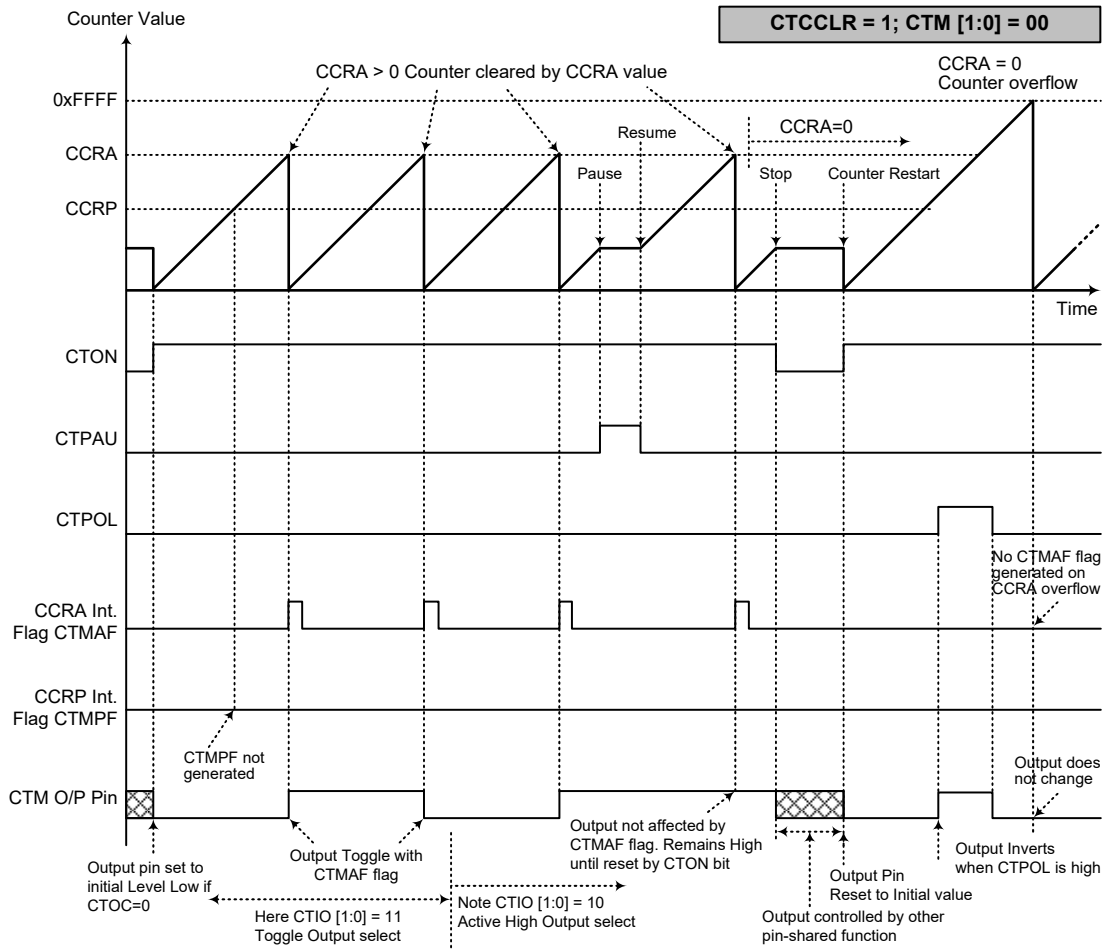 Counter Value
CTCCLR = 1; CTM [1:0] = 00
CCRA > 0 Counter cleared by CCRA value
CCRA = 0
Counter overflow
0xFFFF
CCRA
CCRP
Resume
CCRA=0
Pause
Stop
Counter Restart
Time
CTON
CTPAU
CTPOL
No CTMAF flag
generated on
CCRA overflow
CCRA Int.
Flag CTMAF
CCRP Int.
Flag CTMPF
CTMPF not
generated
Output does
not change
CTM O/P Pin
Output pin set to
initial Level Low if
CTOC=0
Output Toggle with
CTMAF flag
Here CTIO [1:0] = 11
Toggle Output select
Note CTIO [1:0] = 10
Active High Output select
Output not affected by
CTMAF flag. Remains High
until reset by CTON bit
Output Pin
Reset to Initial value
Output controlled by other
pin-shared function
Output Inverts
when CTPOL is high